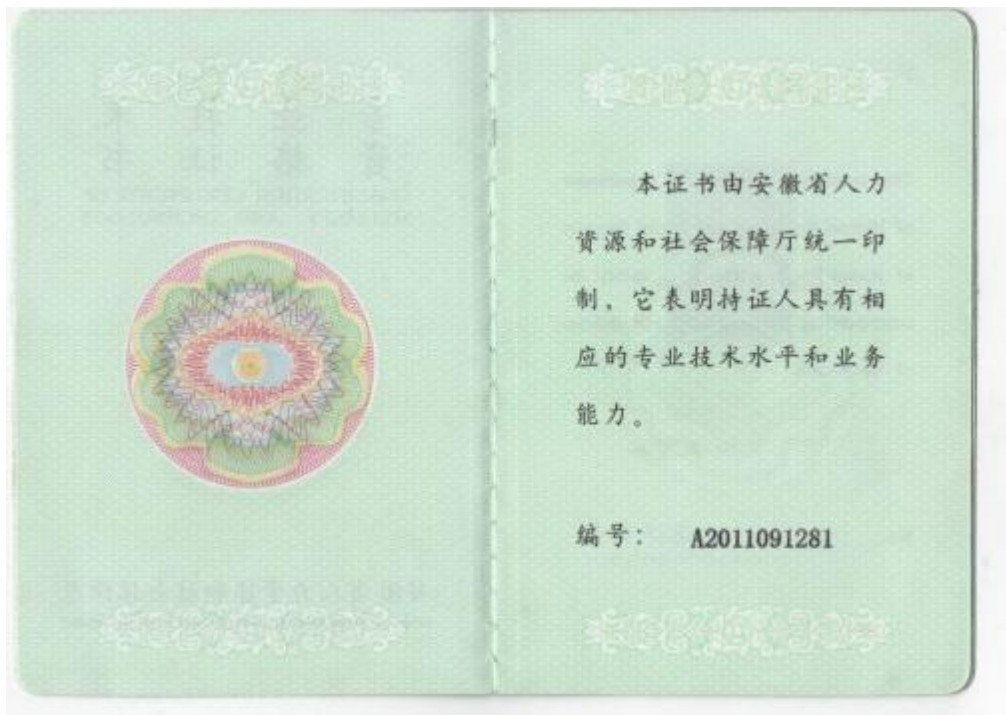 本证书由安徽省人力
资源和社会保障厅统一印
制，它表明持证人具有相
应的专业技术水平和业务
能力。
编号： A2011091281